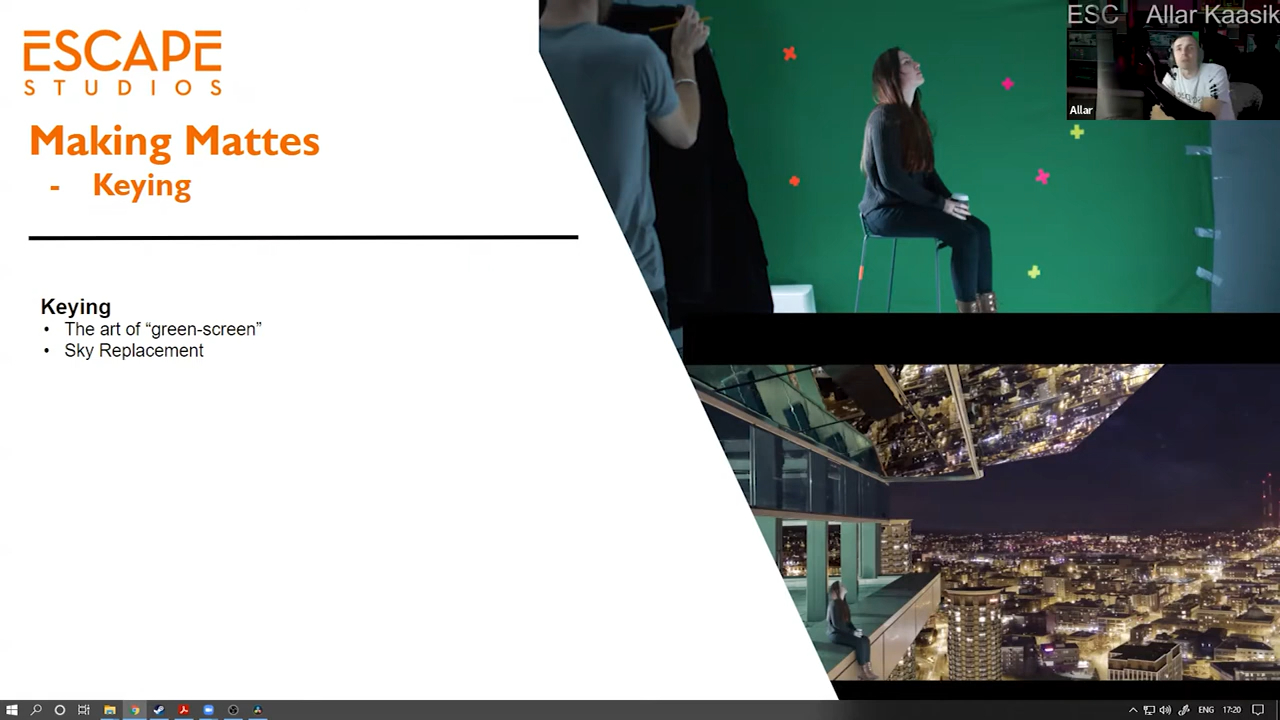 ESCAPE
STUDIOS
Making Mattes
- Keying
Keying
• The art of “green-screen”
• Sky Replacement
ESC Allar Kaasik
Allar
ENG 17:20